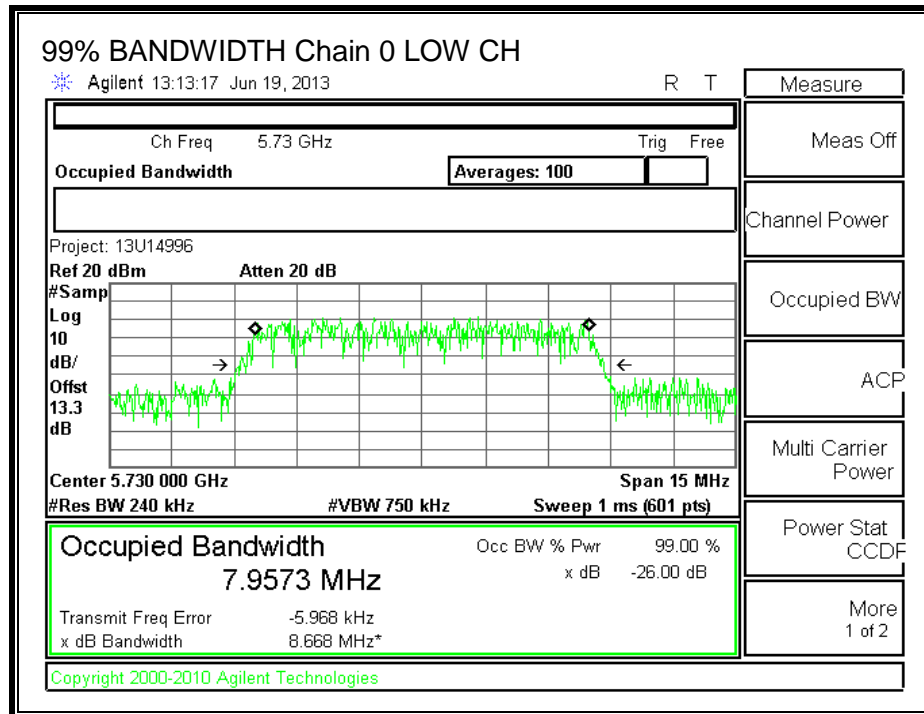 99% BANDWIDTH Chain 0 LOW CH
Agilent 13:13:17 Jun 19, 2013 R T
Ch Freq 5.73 GHz Trig Free
Occupied Bandwidth Averages: 100
Project: 13U14996
Ref 20 dBm Atten 20 dB
#Samp
Log
10
dB/
Offst
13.3
dB
Center 5.730 000 GHz Span 15 MHz
#Res BW 240 kHz #VBW 750 kHz Sweep 1 ms (601 pts)
Occupied Bandwidth Occ BW % Pwr 99.00 %
7.9573 MHz x dB -26.00 dB
Transmit Freq Error -5.968 kHz
x dB Bandwidth 8.668 MHz*
Copyright 2000-2010 Agilent Technologies
Measure
Meas Off
Channel Power
Occupied BW
ACP
Multi Carrier
Power
Power Stat
CCDF
More
1 of 2